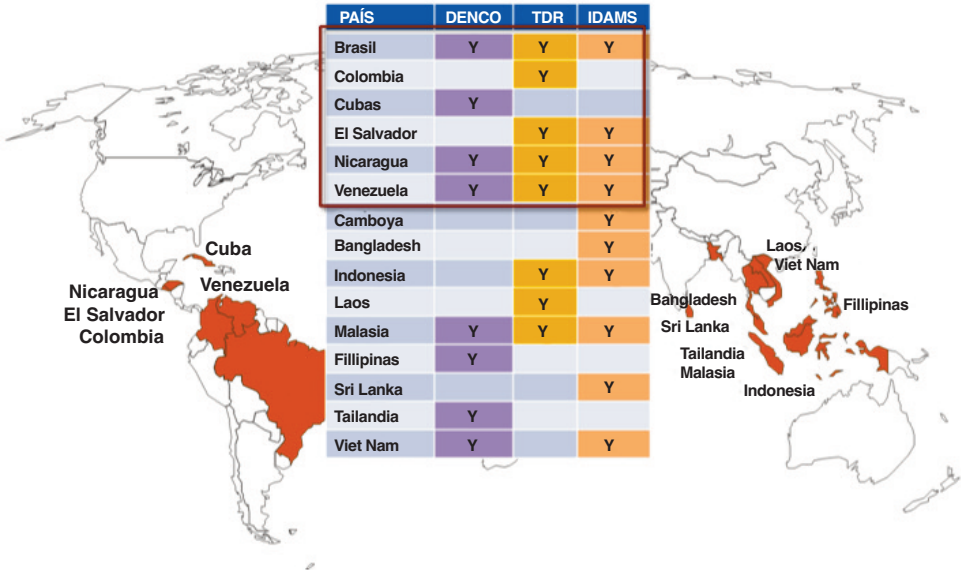 PAÍS DENCO TDR IDAMS
Brasil Y Y Y
Colombia Y
Cubas Y
El Salvador Y Y
Nicaragua Y Y Y
Venezuela Y Y Y
Camboya Y
Bangladesh Y
Indonesia Y Y
Laos Y
Malasia Y Y Y
Fillipinas Y
Sri Lanka Y
Tailandia Y
Viet Nam Y Y
Cuba
Venezuela
Nicaragua
El Salvador
Colombia
Laos
Viet Nam
Bangladesh
Fillipinas
Sri Lanka
Tailandia
Malasia
Indonesia